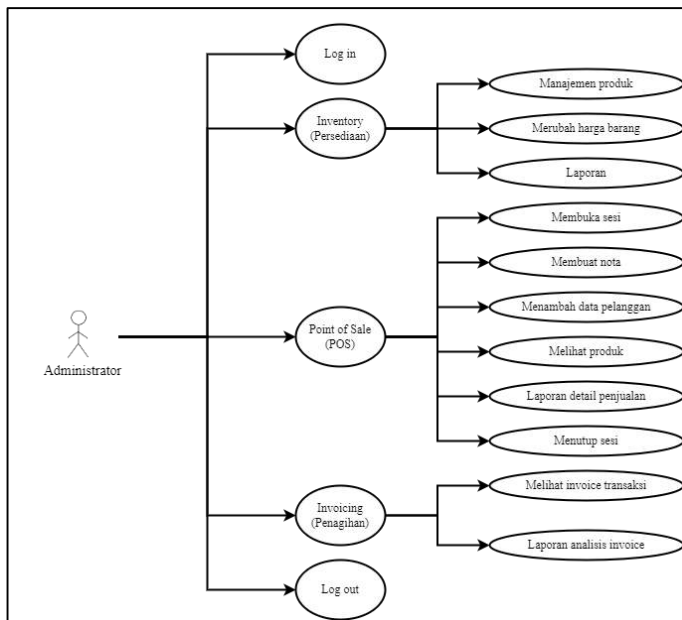 Log in
Manajemen produk
Inventory
(Persediaan)
Merubah harga barang
Laporan
Membuka sesi
Membuat nota
Menambah data pelanggan
Point of Sale
(POS)
Melihat produk
Administrator
Laporan detail penjualan
Menutup sesi
Melihat invoice transaksi
Invoicing
(Penagihan)
Laporan analisis invoice
Log out